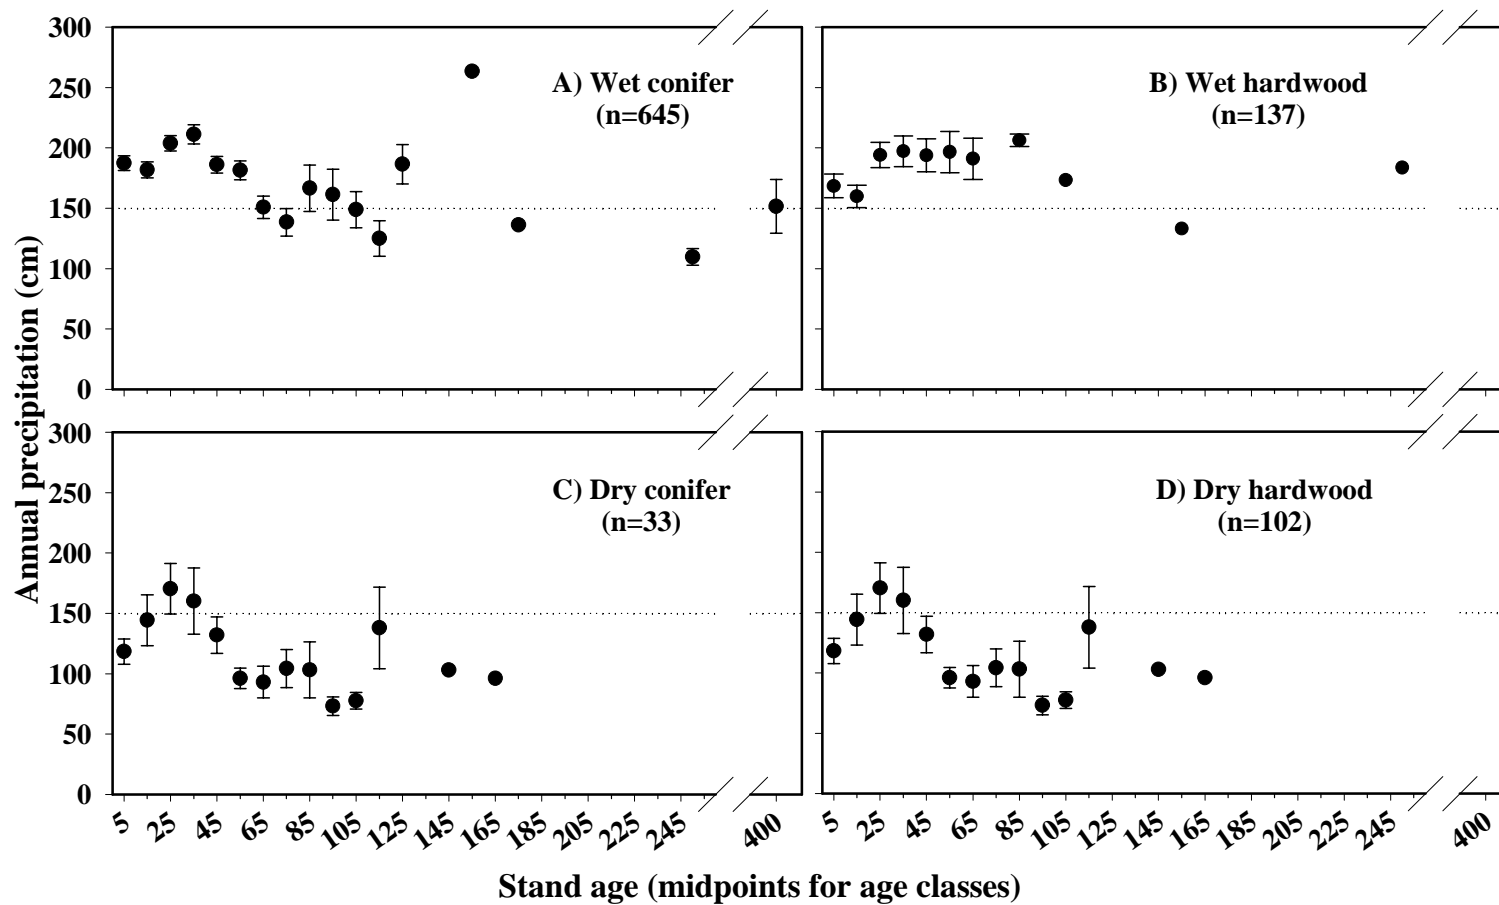 Annual precipitation (cm)
300
250
200
150
100
50
0
A) Wet conifer
(n=645)
B) Wet hardwood
(n=137)
300
250
200
150
100
50
0
C) Dry conifer
(n=33)
D) Dry hardwood
(n=102)
5 25 45 65 85 105 125 145 165 185 205 225 245 400
5 25 45 65 85 105 125 145 165 185 205 225 245 400
Stand age (midpoints for age classes)